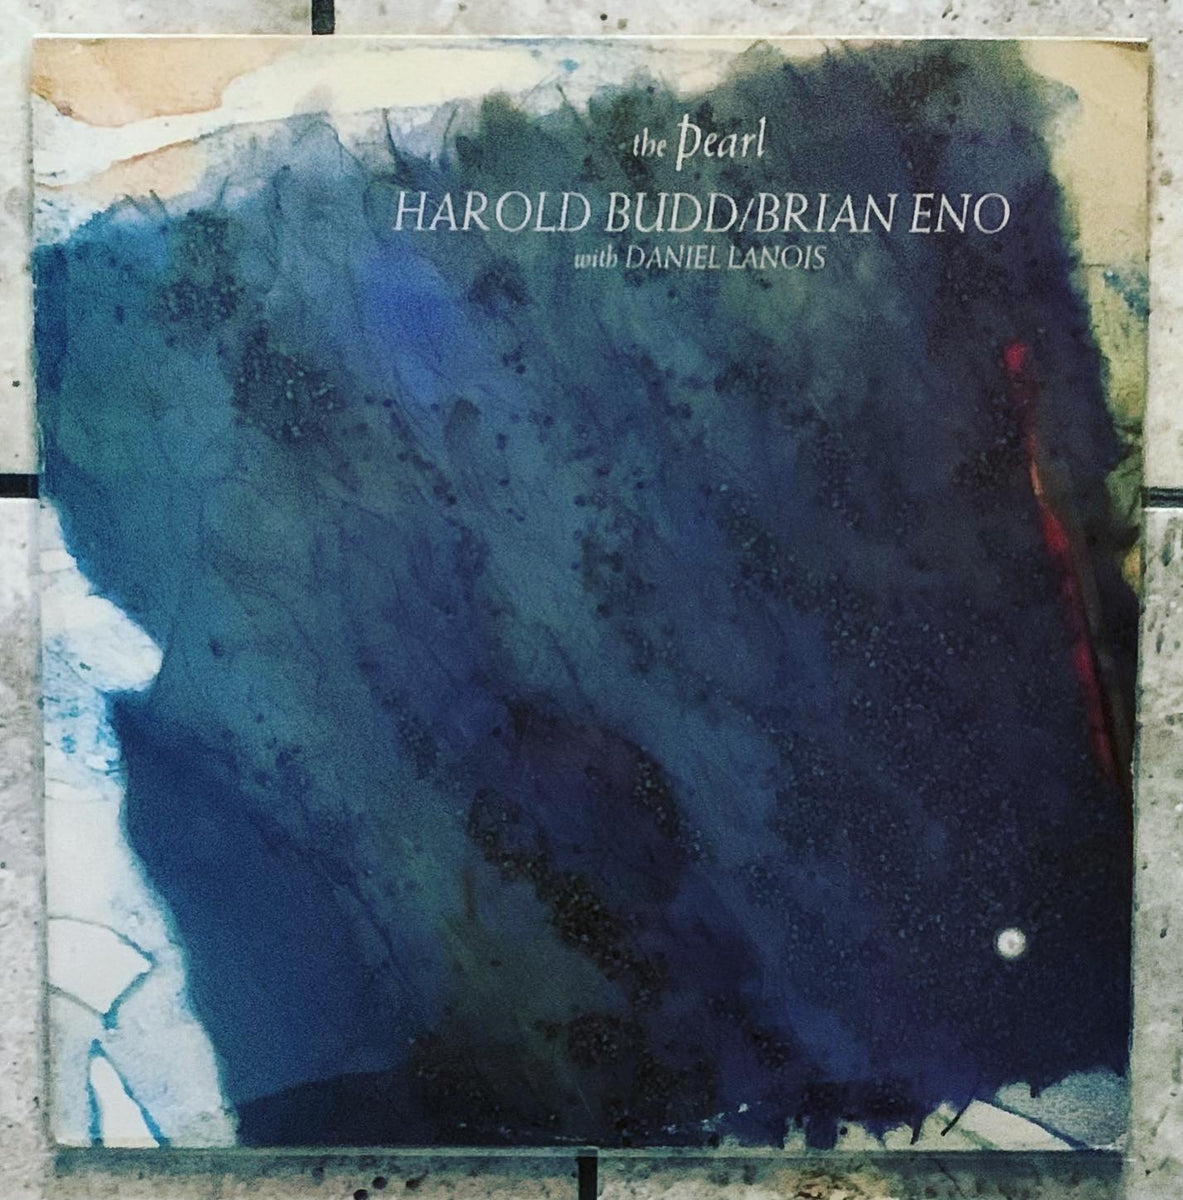 the Pearl
HAROLD BUDD/BRIAN ENO
with DANIEL LANOIS